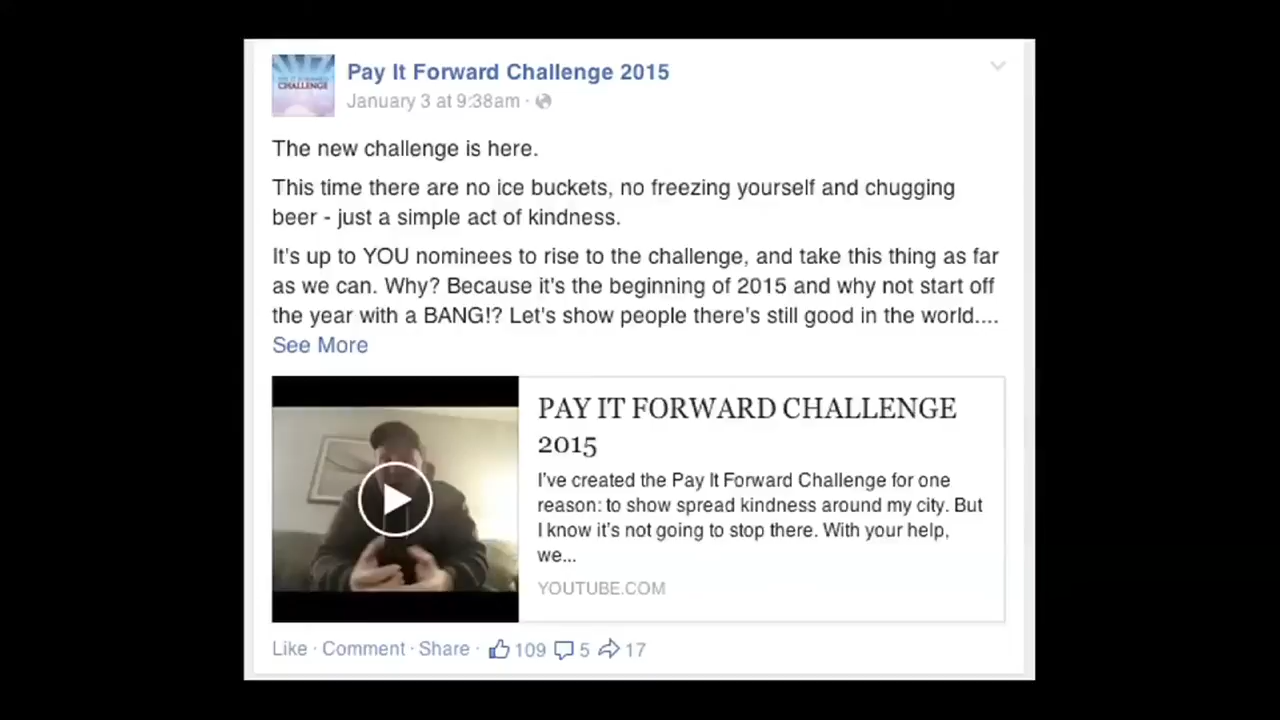 CHALLENGE
Pay It Forward Challenge 2015
January 3 at 9:38am ·
The new challenge is here.
This time there are no ice buckets, no freezing yourself and chugging
beer - just a simple act of kindness.
It's up to YOU nominees to rise to the challenge, and take this thing as far
as we can. Why? Because it's the beginning of 2015 and why not start off
the year with a BANG!? Let's show people there's still good in the world....
See More
PAY IT FORWARD CHALLENGE
2015
I've created the Pay It Forward Challenge for one
reason: to show spread kindness around my city. But
I know it's not going to stop there. With your help,
we...
YOUTUBE.COM
Like · Comment · Share · 109 5 17